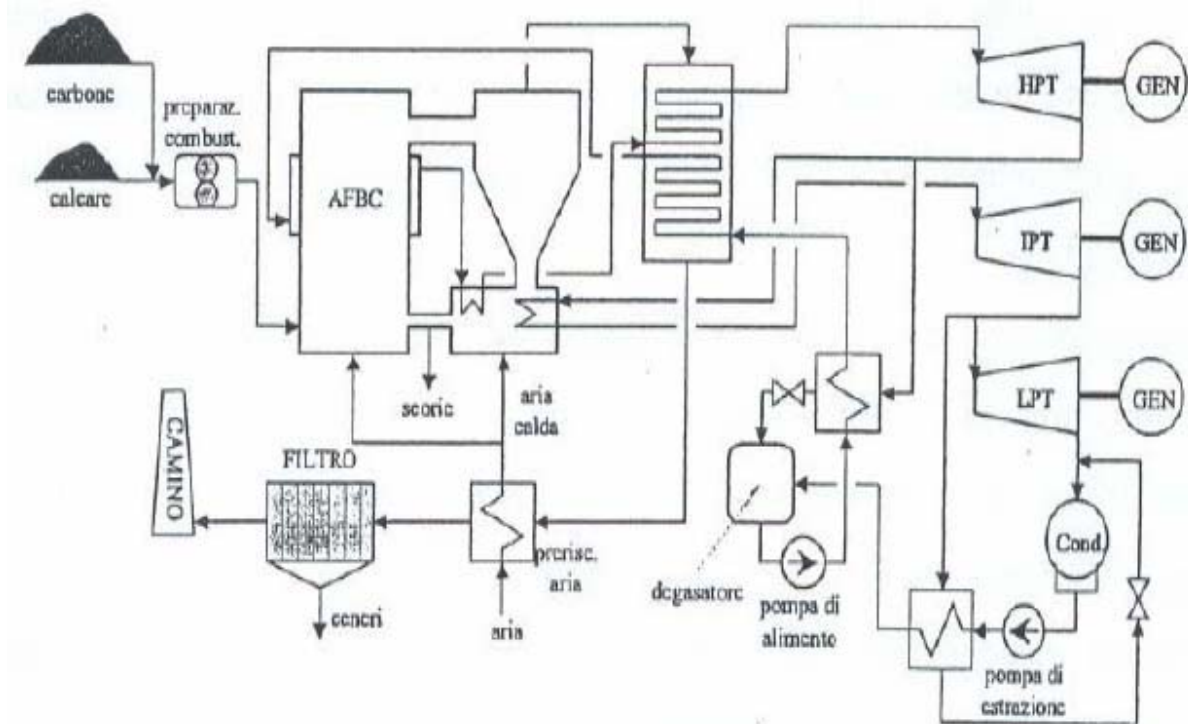 carbone
preparaz.
combust.
calcare
AFBC
HPT
GEN
IPT
GEN
LPT
GEN
scorie
aria
calda
CAMINO
FILTRO
prerisc.
aria
ceneri
aria
degasatore
pompa di
alimento
Cond.
pompa di
estrazione